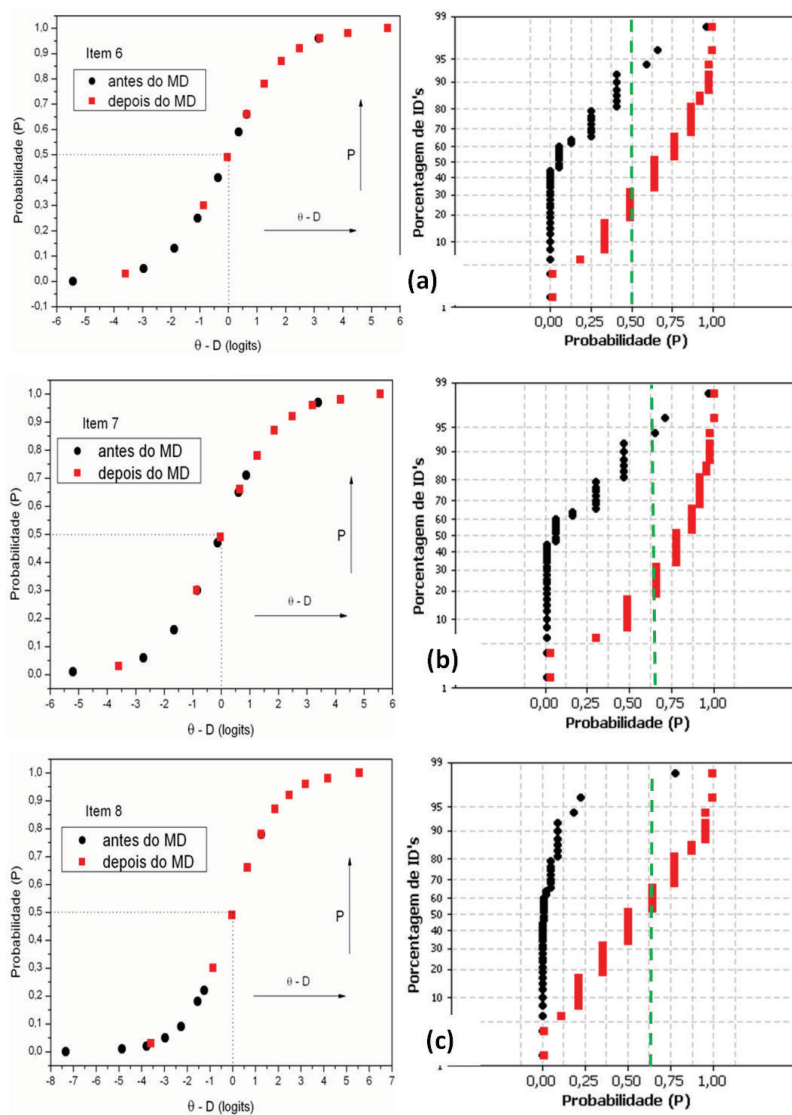 Item 6
antes do MD
depois do MD
Probabilidade (P)
1,0
0,9
0,8
0,7
0,6
0,5
0,4
0,3
0,2
0,1
0,0
-0,1
P
θ - D
-6 -5 -4 -3 -2 -1 0 1 2 3 4 5 6
θ - D (logits)
(a)
Porcentagem de ID's
99
95
90
80
70
60
50
40
30
20
10
1
0,00 0,25 0,50 0,75 1,00
Probabilidade (P)
Item 7
antes do MD
depois do MD
Probabilidade (P)
1,0
0,9
0,8
0,7
0,6
0,5
0,4
0,3
0,2
0,1
0,0
P
θ - D
-6 -5 -4 -3 -2 -1 0 1 2 3 4 5 6
θ - D (logits)
(b)
Porcentagem de ID's
99
95
90
80
70
60
50
40
30
20
10
1
0,00 0,25 0,50 0,75 1,00
Probabilidade (P)
Item 8
antes do MD
depois do MD
Probabilidade (P)
1,0
0,9
0,8
0,7
0,6
0,5
0,4
0,3
0,2
0,1
0,0
P
θ - D
-8 -7 -6 -5 -4 -3 -2 -1 0 1 2 3 4 5 6 7
θ - D (logits)
(c)
Porcentagem de ID's
99
95
90
80
70
60
50
40
30
20
10
1
0,00 0,25 0,50 0,75 1,00
Probabilidade (P)